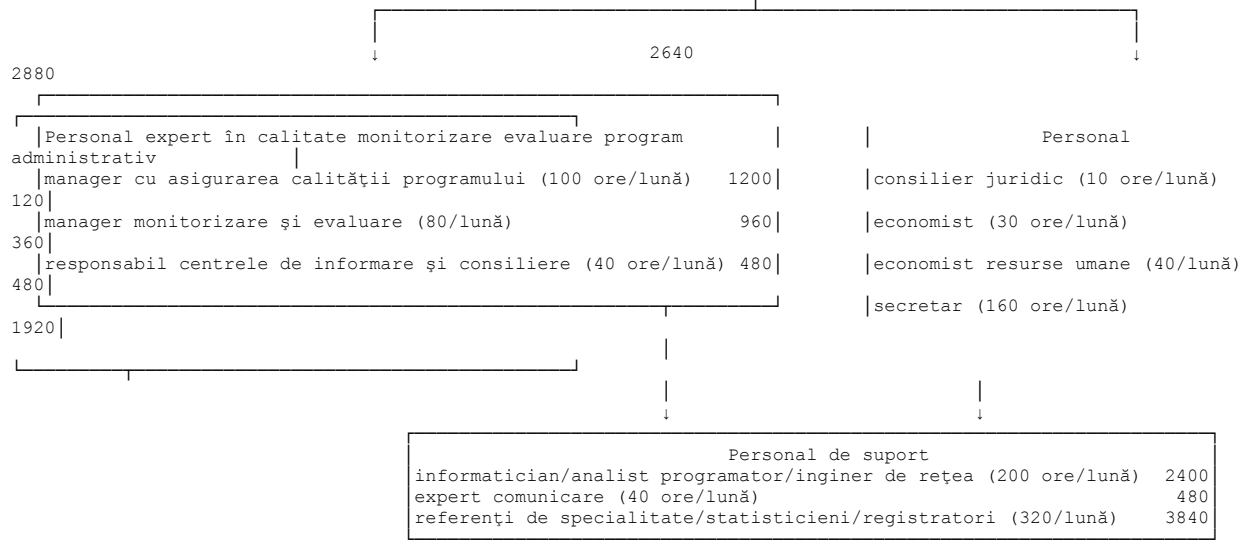 2640
2880
Personal expert în calitate monitorizare evaluare program Personal
administrativ
manager cu asigurarea calităţii programului (100 ore/lună) 1200 consilier juridic (10 ore/lună)
120
manager monitorizare şi evaluare (80/lună) 960 economist (30 ore/lună)
360
responsabil centrele de informare şi consiliere (40 ore/lună) 480 economist resurse umane (40/lună)
480
secretar (160 ore/lună)
1920
Personal de suport
informatician/analist programator/inginer de reţea (200 ore/lună) 2400
expert comunicare (40 ore/lună) 480
referenţi de specialitate/statisticieni/registratori (320/lună) 3840